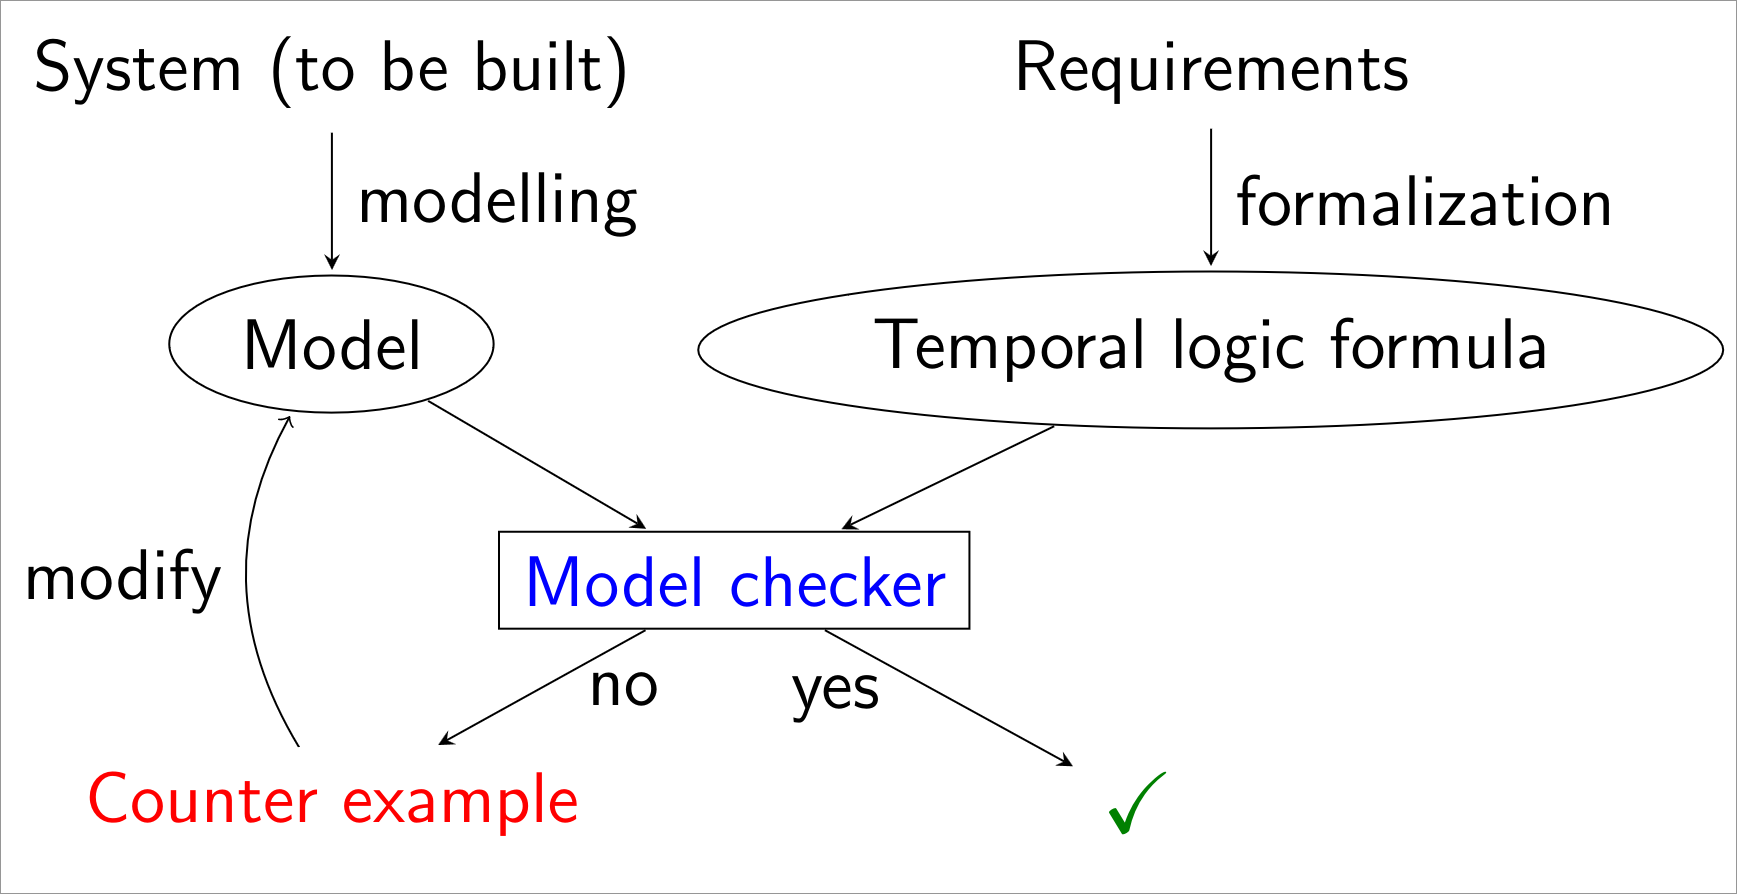 System (to be built)
Requirements
modelling
formalization
Model
Temporal logic formula
modify
Model checker
no
yes
Counter example
✓